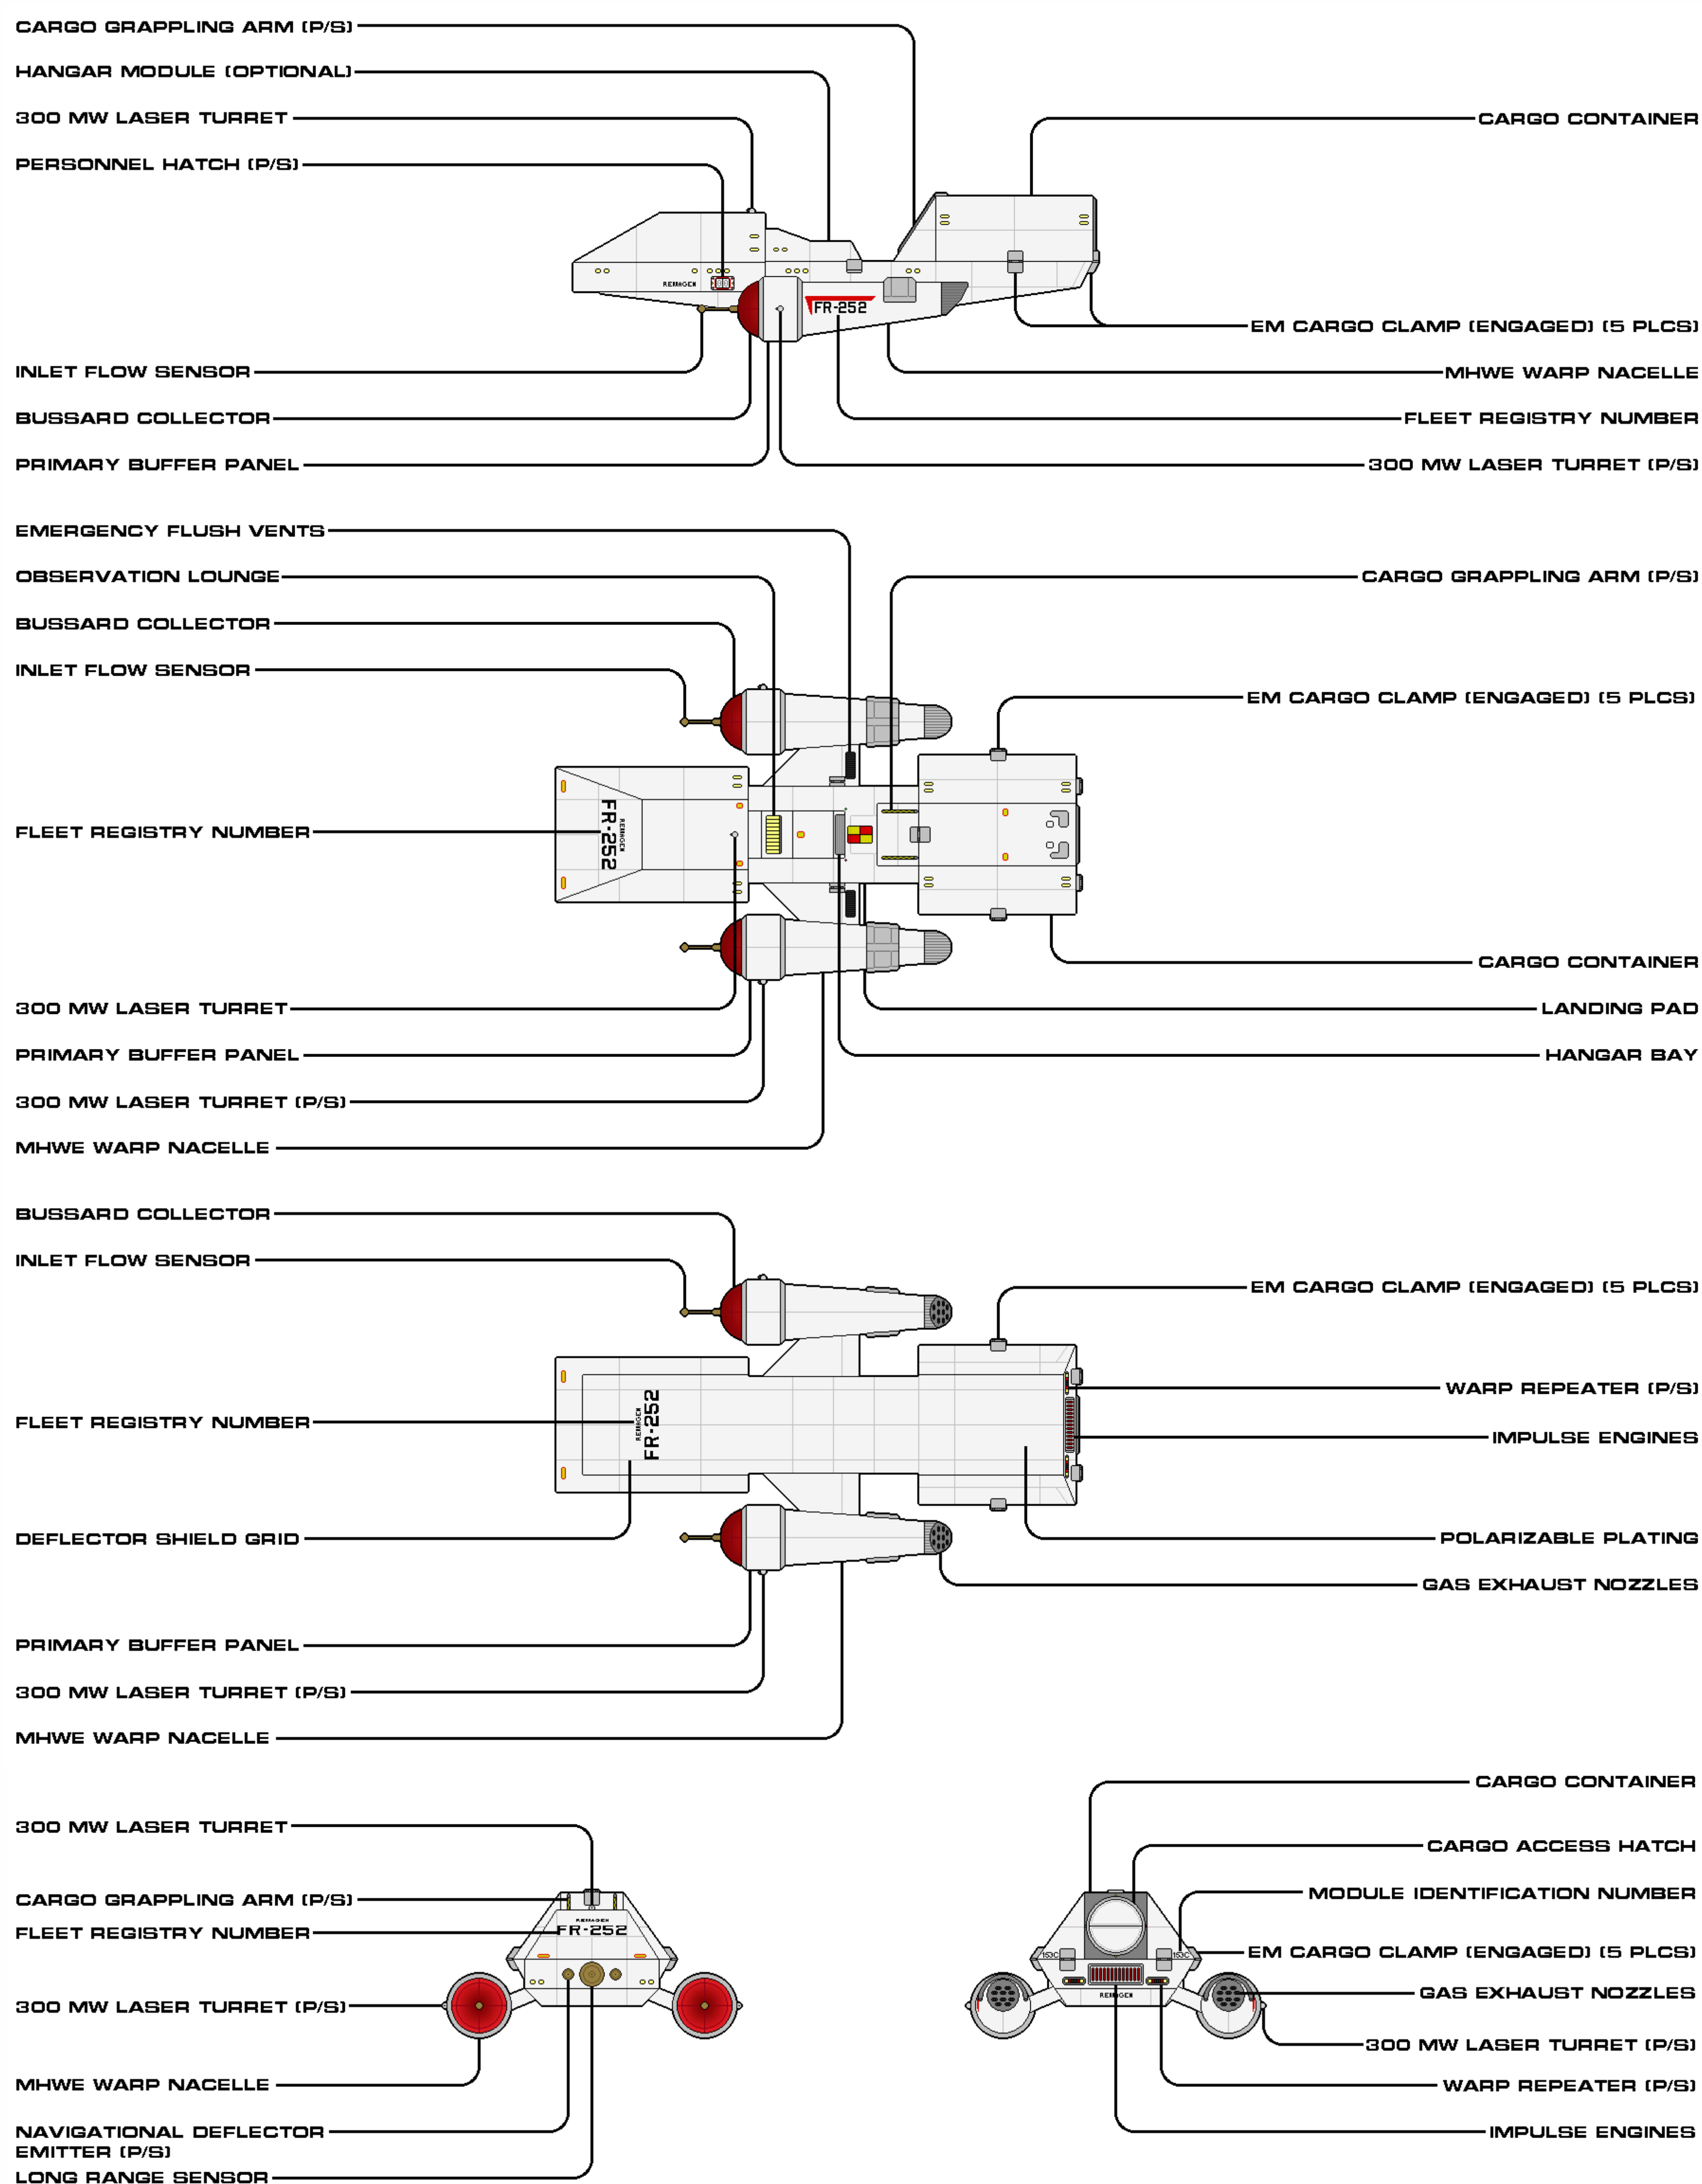 CARGO GRAPPLING ARM (P/S)
HANGAR MODULE (OPTIONAL)
300 MW LASER TURRET
CARGO CONTAINER
PERSONNEL HATCH (P/S)
REMAGEN
FR-252
EM CARGO CLAMP (ENGAGED) (5 PLCS)
INLET FLOW SENSOR
MHWE WARP NACELLE
BUSSARD COLLECTOR
FLEET REGISTRY NUMBER
PRIMARY BUFFER PANEL
300 MW LASER TURRET (P/S)
EMERGENCY FLUSH VENTS
OBSERVATION LOUNGE
CARGO GRAPPLING ARM (P/S)
BUSSARD COLLECTOR
INLET FLOW SENSOR
EM CARGO CLAMP (ENGAGED) (5 PLCS)
FLEET REGISTRY NUMBER
FR-252
REMAGEN
CARGO CONTAINER
300 MW LASER TURRET
LANDING PAD
PRIMARY BUFFER PANEL
HANGAR BAY
300 MW LASER TURRET (P/S)
MHWE WARP NACELLE
BUSSARD COLLECTOR
INLET FLOW SENSOR
EM CARGO CLAMP (ENGAGED) (5 PLCS)
WARP REPEATER (P/S)
FLEET REGISTRY NUMBER
REMAGEN
FR-252
IMPULSE ENGINES
DEFLECTOR SHIELD GRID
POLARIZABLE PLATING
GAS EXHAUST NOZZLES
PRIMARY BUFFER PANEL
300 MW LASER TURRET (P/S)
MHWE WARP NACELLE
CARGO CONTAINER
300 MW LASER TURRET
CARGO ACCESS HATCH
CARGO GRAPPLING ARM (P/S)
MODULE IDENTIFICATION NUMBER
REMAGEN
FLEET REGISTRY NUMBER
FR-252
153C
153C
EM CARGO CLAMP (ENGAGED) (5 PLCS)
GAS EXHAUST NOZZLES
REMAGEN
300 MW LASER TURRET (P/S)
300 MW LASER TURRET (P/S)
MHWE WARP NACELLE
WARP REPEATER (P/S)
NAVIGATIONAL DEFLECTOR
EMITTER (P/S)
IMPULSE ENGINES
LONG RANGE SENSOR